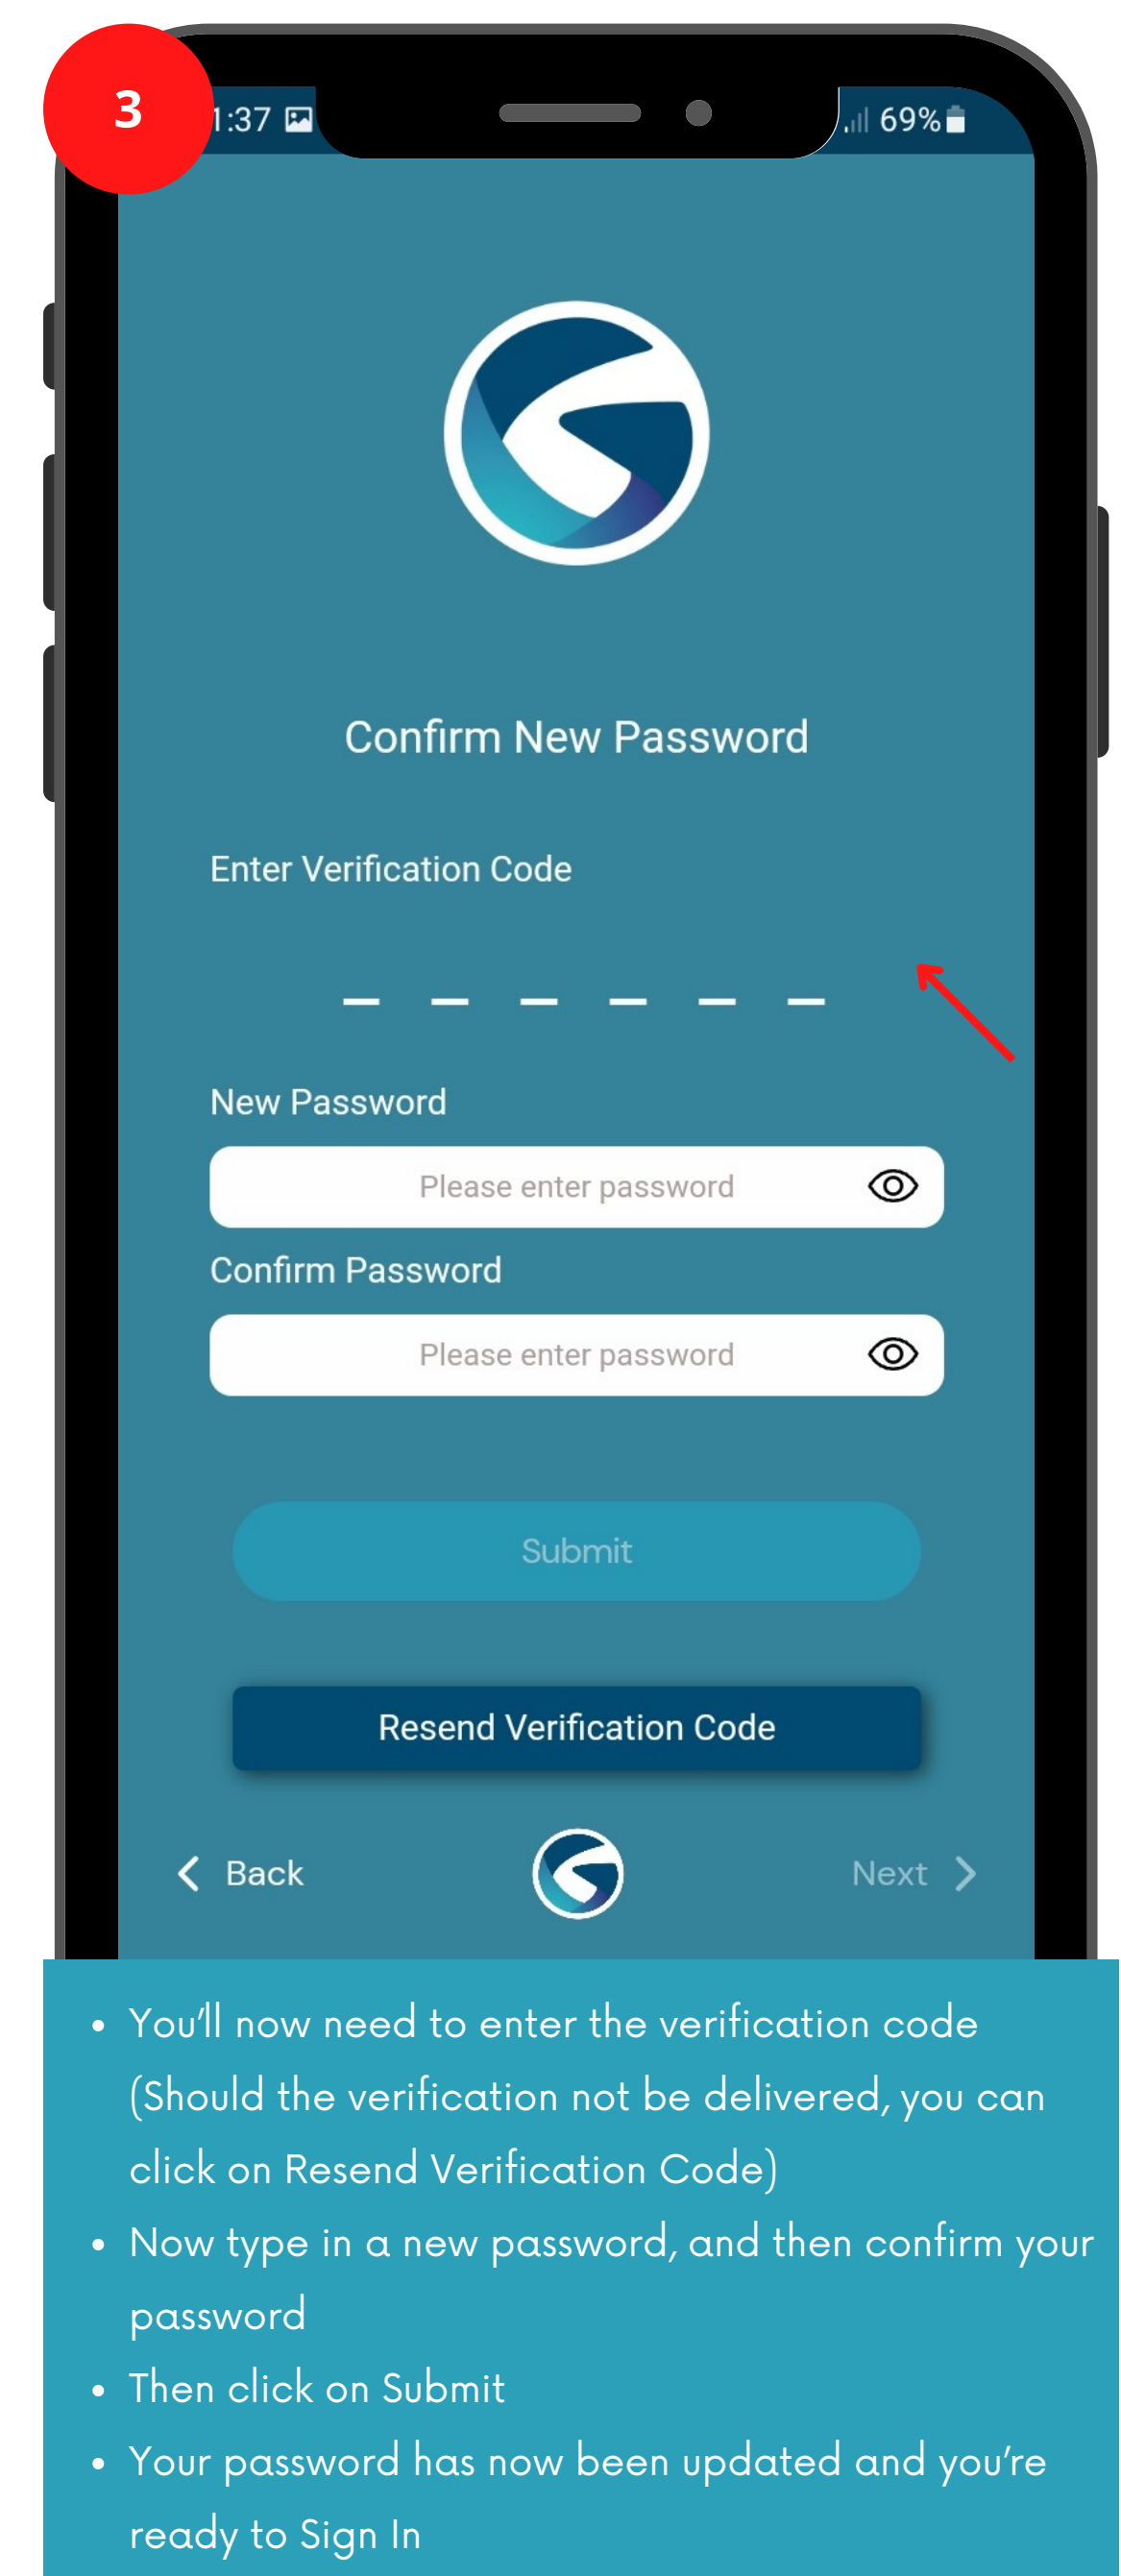 3
1:37
69%
Confirm New Password
Enter Verification Code
New Password
Please enter password
Confirm Password
Please enter password
Submit
Resend Verification Code
Back
Next
• You'll now need to enter the verification code
(Should the verification not be delivered, you can
click on Resend Verification Code)
• Now type in a new password, and then confirm your
password
• Then click on Submit
• Your password has now been updated and you're
ready to Sign In